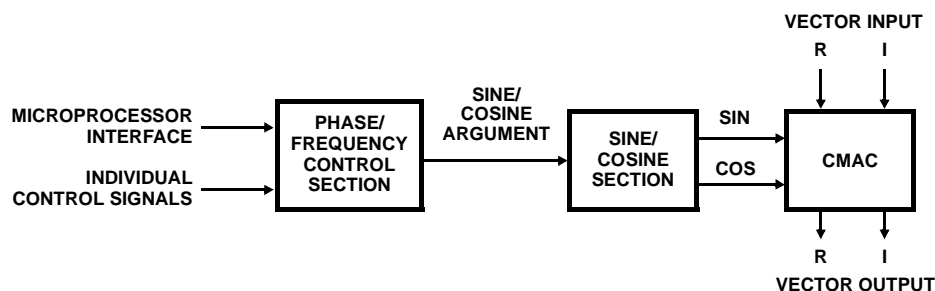 VECTOR INPUT
R I
MICROPROCESSOR
INTERFACE
INDIVIDUAL
CONTROL SIGNALS
PHASE/
FREQUENCY
CONTROL
SECTION
SINE/
COSINE
ARGUMENT
SINE/
COSINE
SECTION
SIN
COS
CMAC
R I
VECTOR OUTPUT